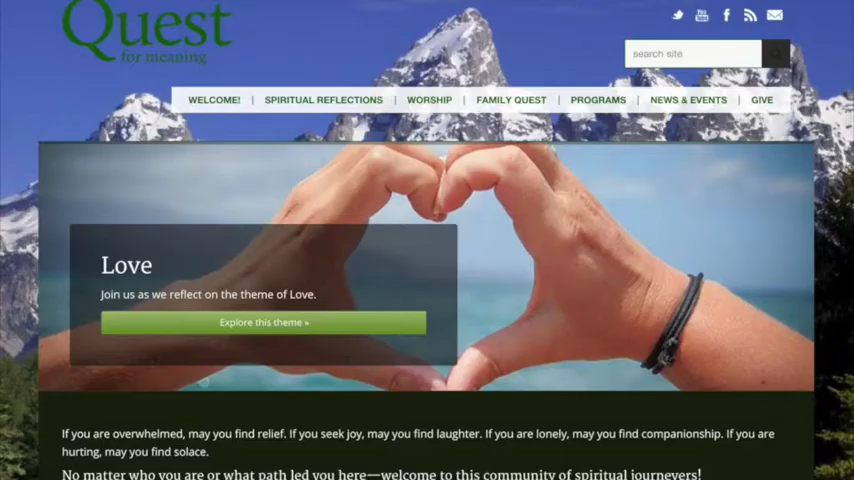 Quest
for meaning
search site
WELCOME! | SPIRITUAL REFLECTIONS | WORSHIP | FAMILY QUEST | PROGRAMS | NEWS & EVENTS | GIVE
Love
Join us as we reflect on the theme of Love.
Explore this theme »
If you are overwhelmed, may you find relief. If you seek joy, may you find laughter. If you are lonely, may you find companionship. If you are
hurting, may you find solace.
No matter who you are or what path led you here—welcome to this community of spiritual journeyers!